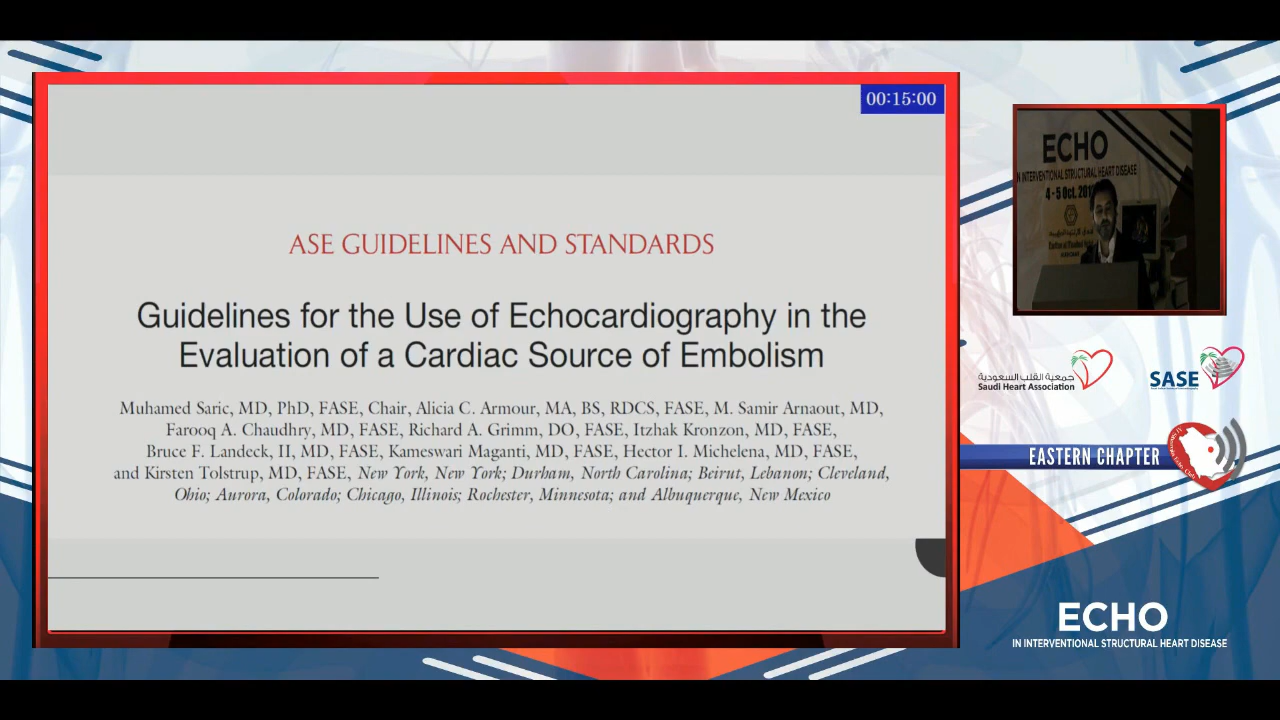 00:15:00
ASE GUIDELINES AND STANDARDS
Guidelines for the Use of Echocardiography in the
Evaluation of a Cardiac Source of Embolism
Muhamed Saric, MD, PhD, FASE, Chair, Alicia C. Armour, MA, BS, RDCS, FASE, M. Samir Arnaout, MD,
Farooq A. Chaudhry, MD, FASE, Richard A. Grimm, DO, FASE, Itzhak Kronzon, MD, FASE,
Bruce F. Landeck, II, MD, FASE, Kameswari Maganti, MD, FASE, Hector I. Michelena, MD, FASE,
and Kirsten Tolstrup, MD, FASE, New York, New York; Durham, North Carolina; Beirut, Lebanon; Cleveland,
Ohio; Aurora, Colorado; Chicago, Illinois; Rochester, Minnesota; and Albuquerque, New Mexico
ECHO
IN INTERVENTIONAL STRUCTURAL HEART DISEASE
4 - 5 Oct. 201
جمعية القلب السعودية
Saudi Heart Association
SASE
EASTERN CHAPTER
ECHO
IN INTERVENTIONAL STRUCTURAL HEART DISEASE